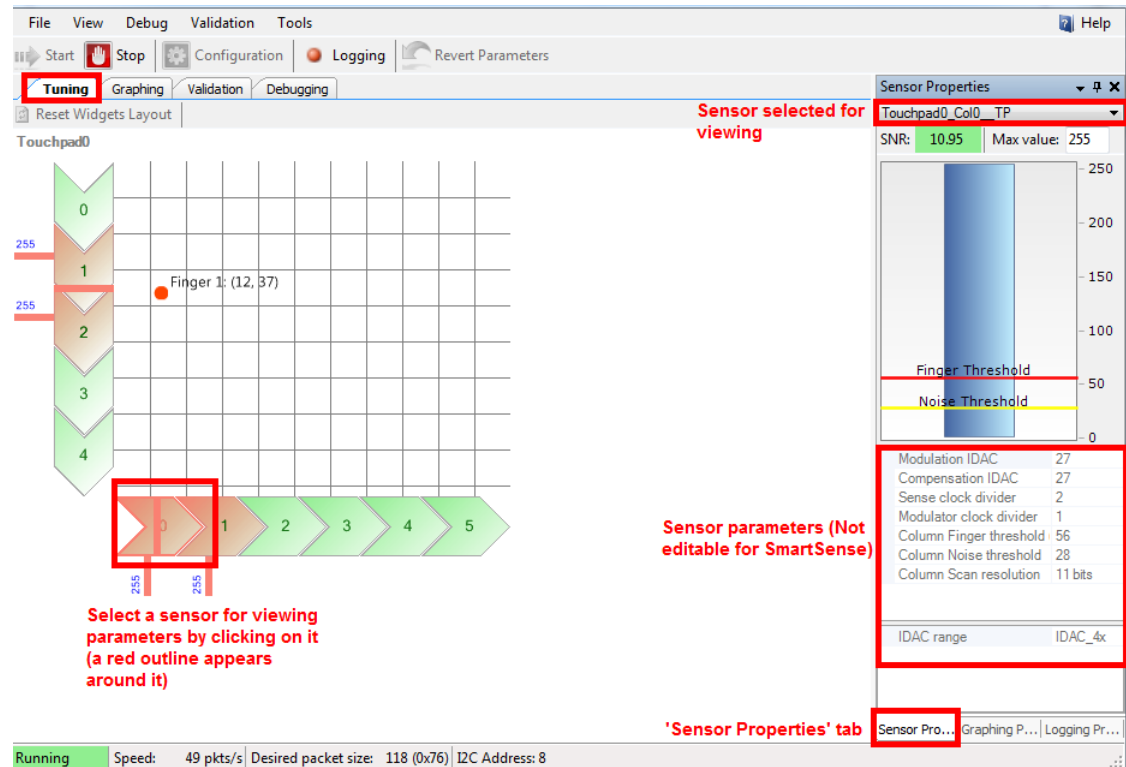 File View Debug Validation Tools Help
Start Stop Configuration Logging Revert Parameters
Tuning Graphing Validation Debugging
Reset Widgets Layout
Touchpad0
0
255
1
255
2
3
4
Finger 1: (12, 37)
0 1 2 3 4 5
255 255
Select a sensor for viewing
parameters by clicking on it
(a red outline appears
around it)
Sensor selected for
viewing
Sensor Properties
Touchpad0_Col0__TP
SNR: 10.95 Max value: 255
250
200
150
100
Finger Threshold
50
Noise Threshold
0
Sensor parameters (Not
editable for SmartSense)
Modulation IDAC 27
Compensation IDAC 27
Sense clock divider 2
Modulator clock divider 1
Column Finger threshold 56
Column Noise threshold 28
Column Scan resolution 11 bits
IDAC range IDAC_4x
'Sensor Properties' tab
Sensor Pro... Graphing P... Logging Pr...
Running Speed: 49 pkts/s Desired packet size: 118 (0x76) I2C Address: 8